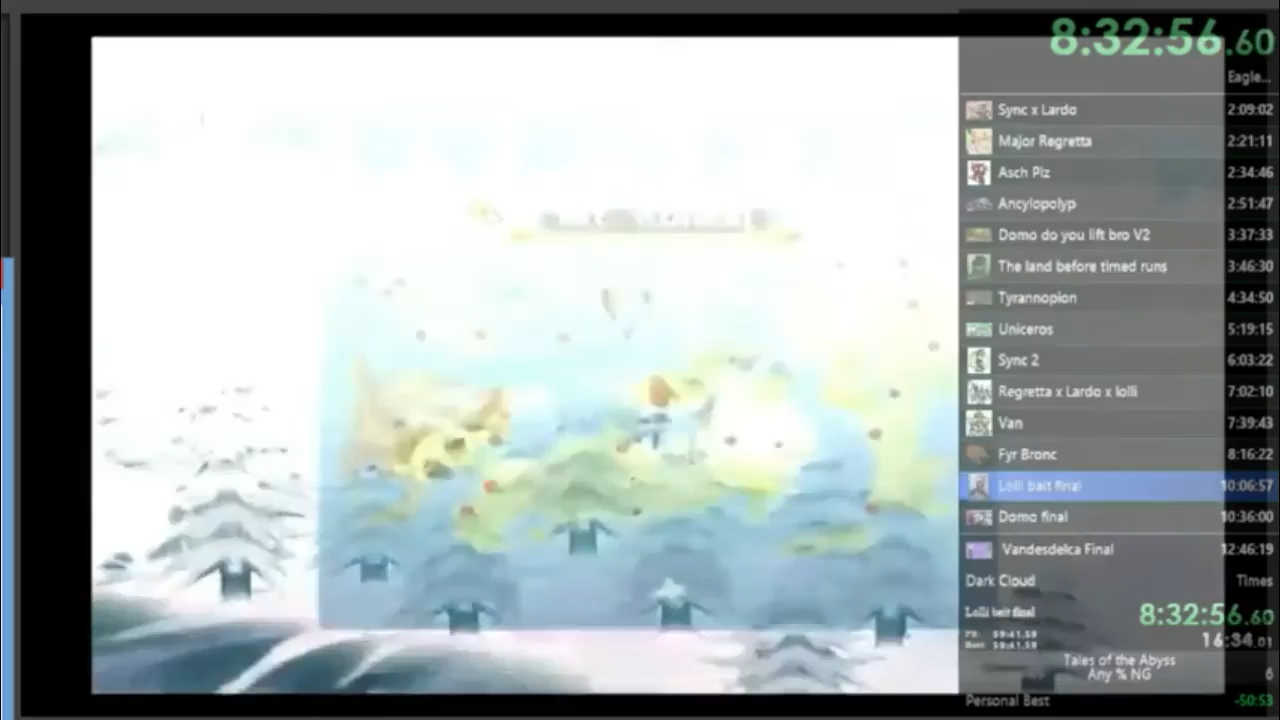 8:32:56.60
Eagle...
Sync x Lardo 2:09:02
Major Regretta 2:21:11
Asch Plz 2:34:46
Ancylopolyp 2:51:47
Domo do you lift bro V2 3:37:33
The land before timed runs 3:46:30
Tyrannopion 4:34:50
Uniceros 5:19:15
Sync 2 6:03:22
Regretta x Lardo x lolli 7:02:10
Van 7:39:43
Fyr Bronc 8:16:22
Lolli bait final 10:06:57
Domo final 10:36:00
Vandesdelca Final 12:46:19
Dark Cloud Times
Lolli bait final 8:32:56.60
16:34.01
Tales of the Abyss
Any % NG 6
Personal Best -50:53